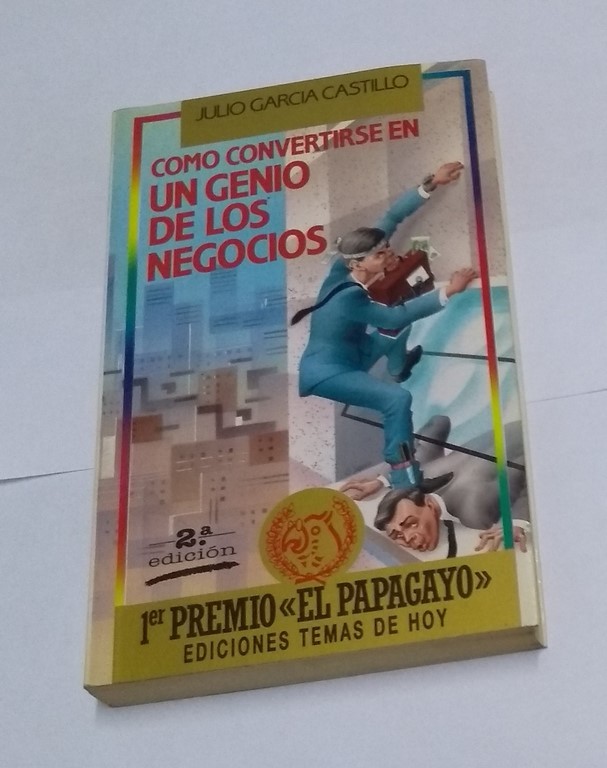 JULIO GARCIA CASTILLO
COMO CONVERTIRSE EN
UN GENIO
DE LOS
NEGOCIOS
2.ª
edición
1er PREMIO «EL PAPAGAYO»
EDICIONES TEMAS DE HOY